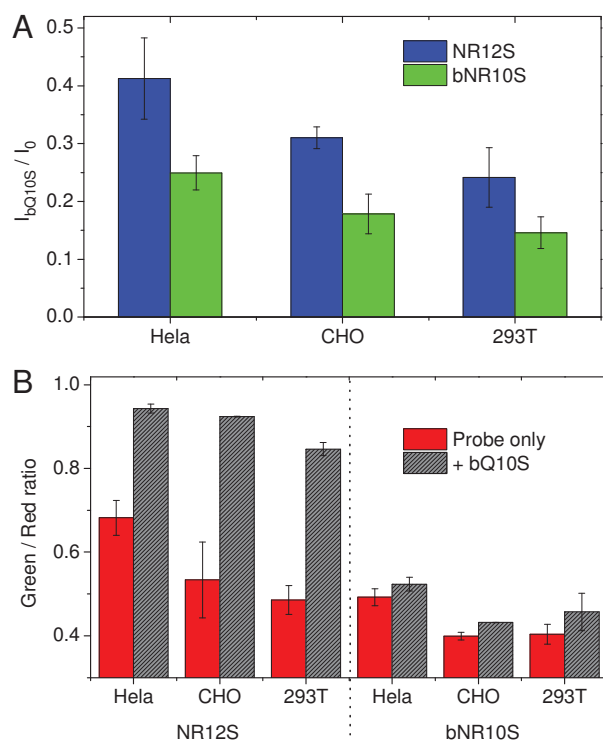 A
0.5
0.4
0.3
0.2
0.1
0.0
I_bQ10S / I_0
NR12S
bNR10S
Hela CHO 293T
B
1.0
0.8
0.6
0.4
Green / Red ratio
Probe only
+ bQ10S
Hela CHO 293T Hela CHO 293T
NR12S bNR10S